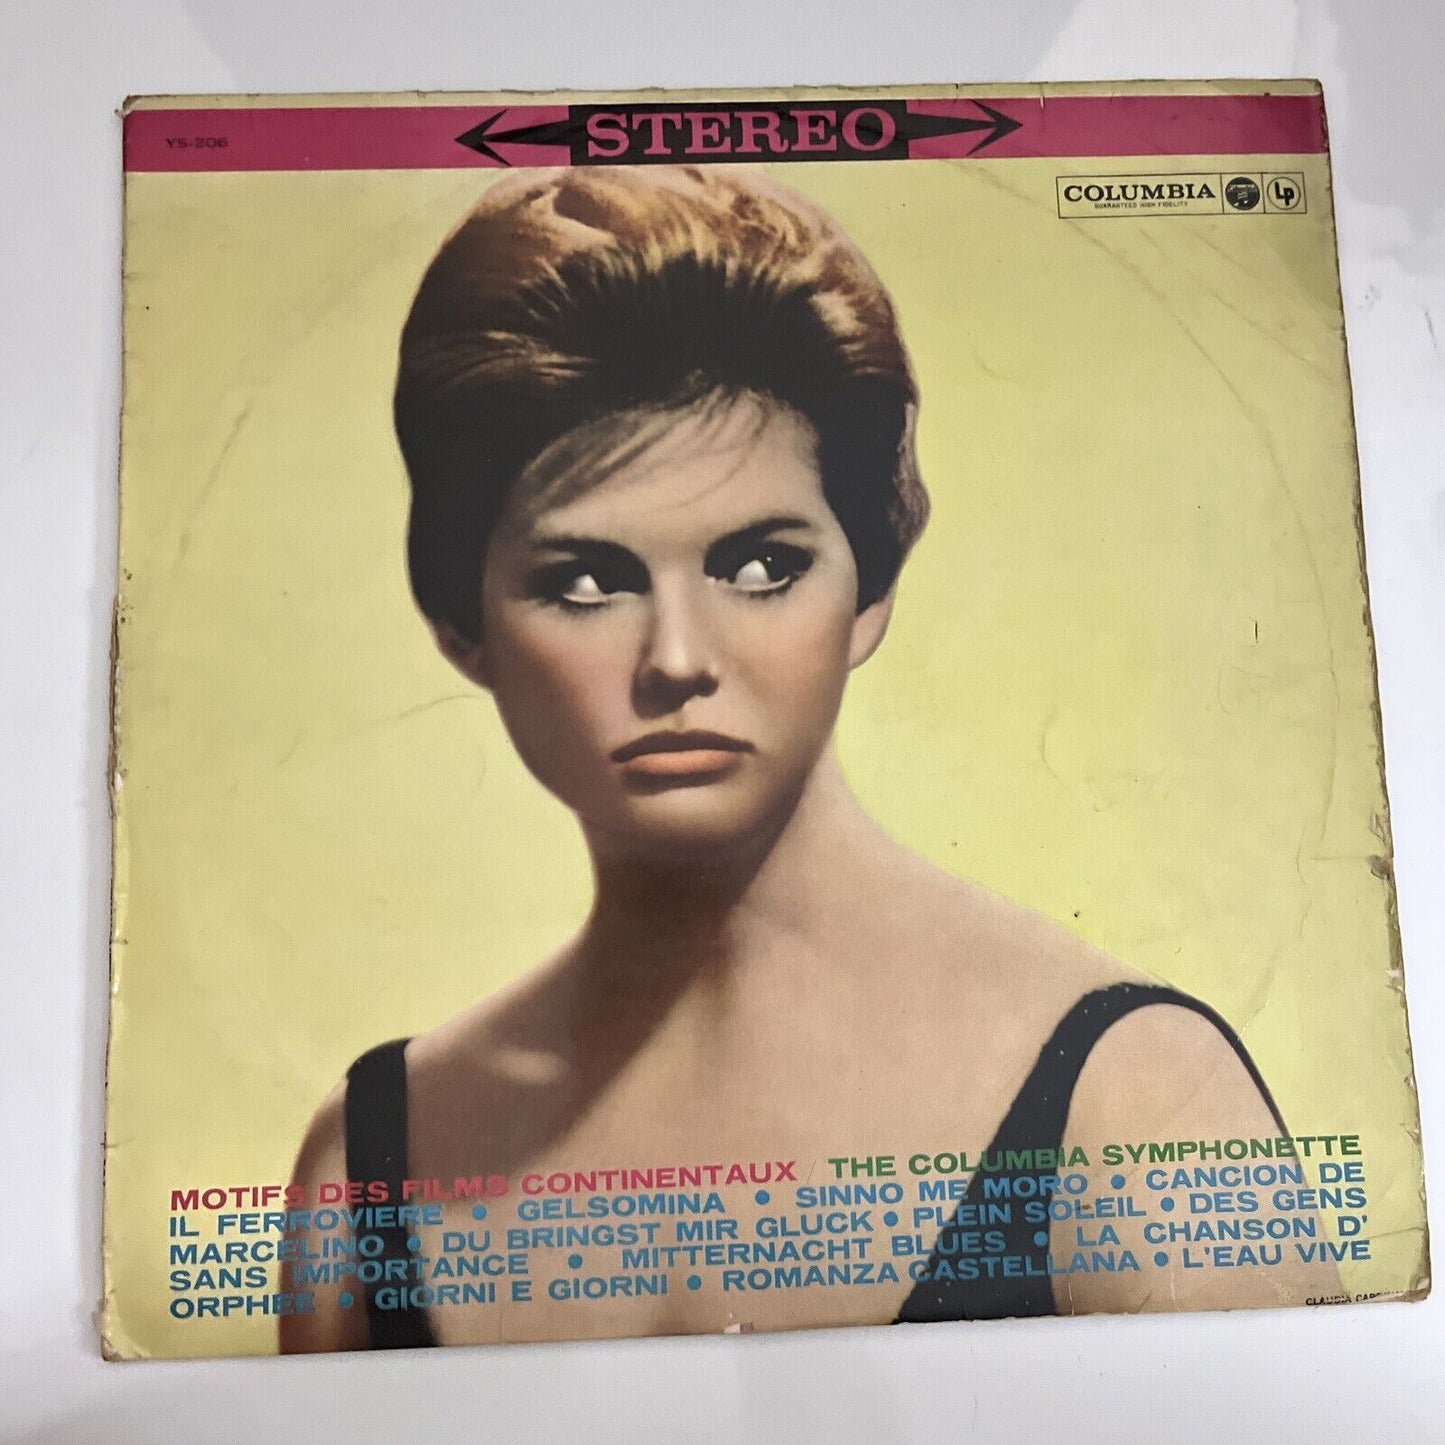 YS-206
STEREO
COLUMBIA
GUARANTEED HIGH FIDELITY
LP
MOTIFS DES FILMS CONTINENTAUX THE COLUMBIA SYMPHONETTE
IL FERROVIERE • GELSOMINA • SINNO ME MORO • CANCION DE
MARCELINO • DU BRINGST MIR GLUCK • PLEIN SOLEIL • DES GENS
SANS IMPORTANCE • MITTERNACHT BLUES • LA CHANSON D'
ORPHEE • GIORNI E GIORNI • ROMANZA CASTELLANA • L'EAU VIVE
CLAUDIA